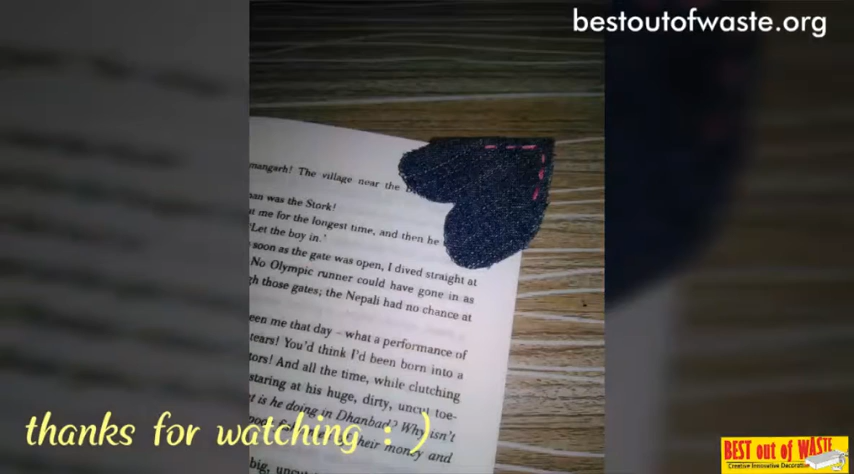 bestoutofwaste.org
mangarh! The village near the
was the Stork!
me for the longest time, and then he
'Let the boy in.'
soon as the gate was open, I dived straight at
No Olympic runner could have gone in as
those gates; the Nepali had no chance at
me that day – what a performance of
tears! You'd think I'd been born into a
And all the time, while clutching
staring at his huge, dirty, uncut toe-
is he doing in Dhanbad? Why isn't
their money and
big,
thanks for watching : )
BEST out of WASTE
Creative Innovative Decorative